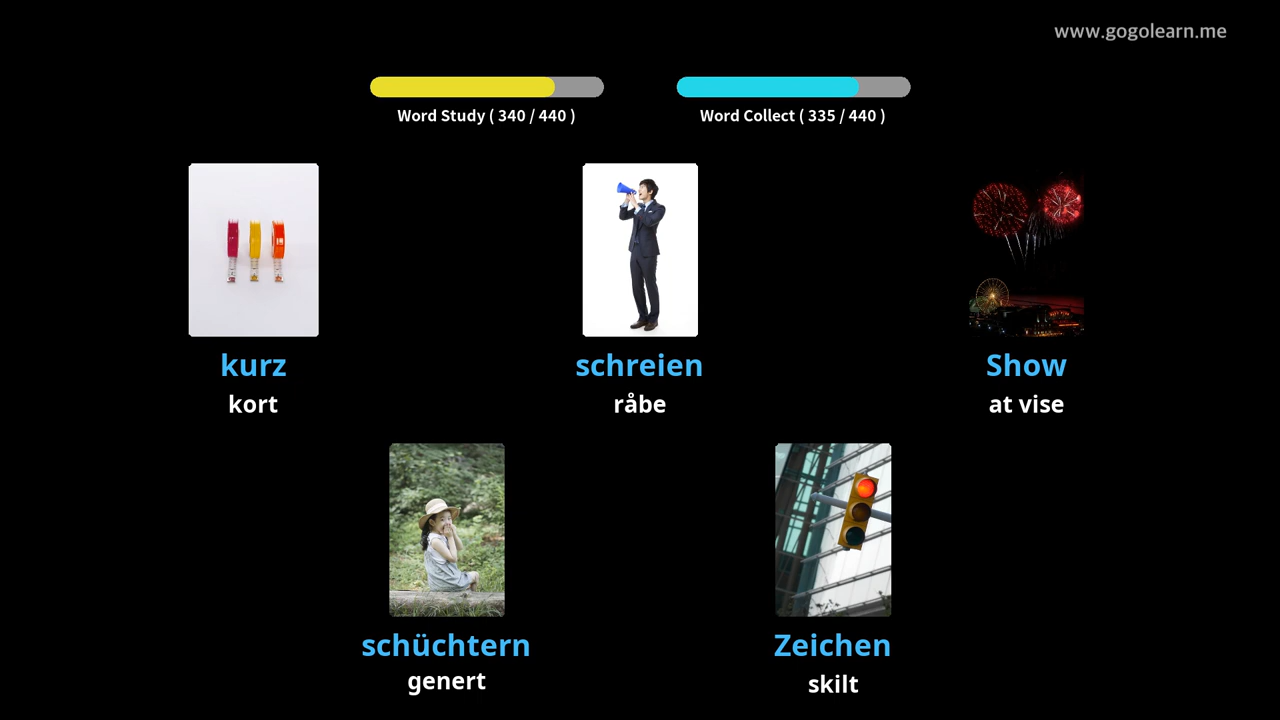 www.gogolearn.me
Word Study ( 340 / 440 )
Word Collect ( 335 / 440 )
kurz
kort
schreien
råbe
Show
at vise
schüchtern
genert
Zeichen
skilt